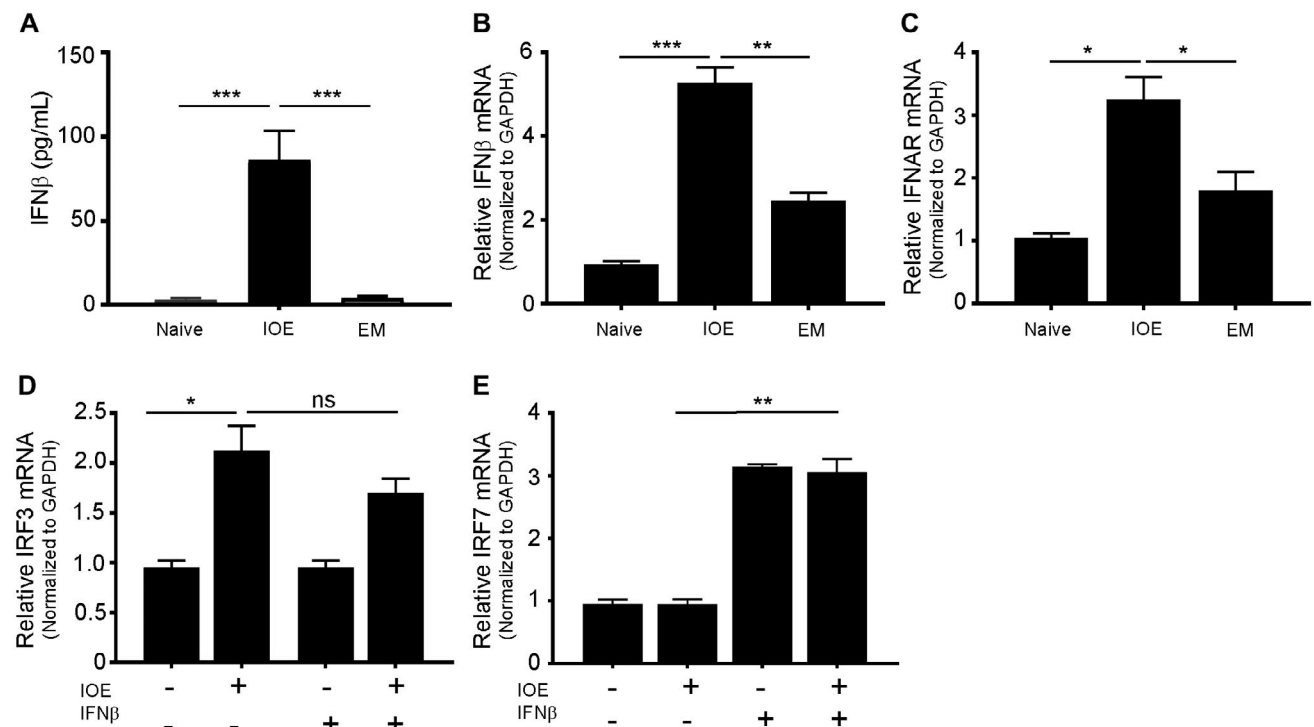 A
IFNβ (pg/mL)
150
100
50
0
***
***
Naive
IOE
EM
B
Relative IFNβ mRNA
(Normalized to GAPDH)
6
4
2
0
***
**
Naive
IOE
EM
C
Relative IFNAR mRNA
(Normalized to GAPDH)
4
3
2
1
0
*
*
Naive
IOE
EM
D
Relative IRF3 mRNA
(Normalized to GAPDH)
2.5
2.0
1.5
1.0
0.5
0
*
ns
IOE - + - +
IFNβ - - + +
E
Relative IRF7 mRNA
(Normalized to GAPDH)
4
3
2
1
0
**
IOE - + - +
IFNβ - - + +